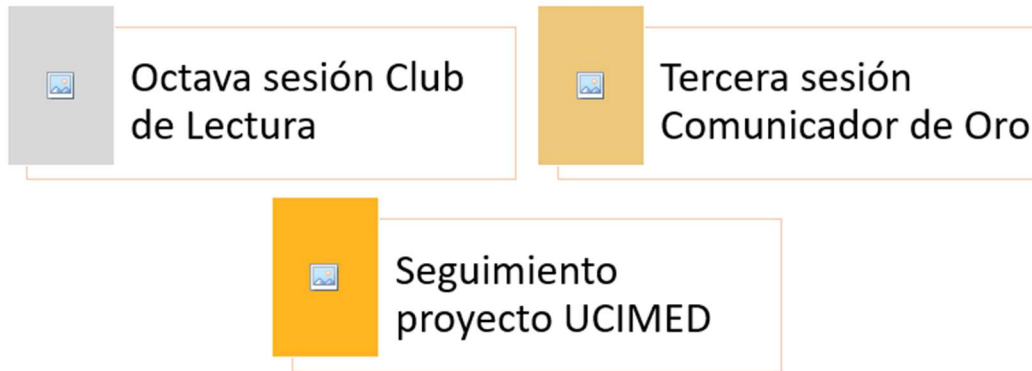 Octava sesión Club
de Lectura
Tercera sesión
Comunicador de Oro
Seguimiento
proyecto UCIMED